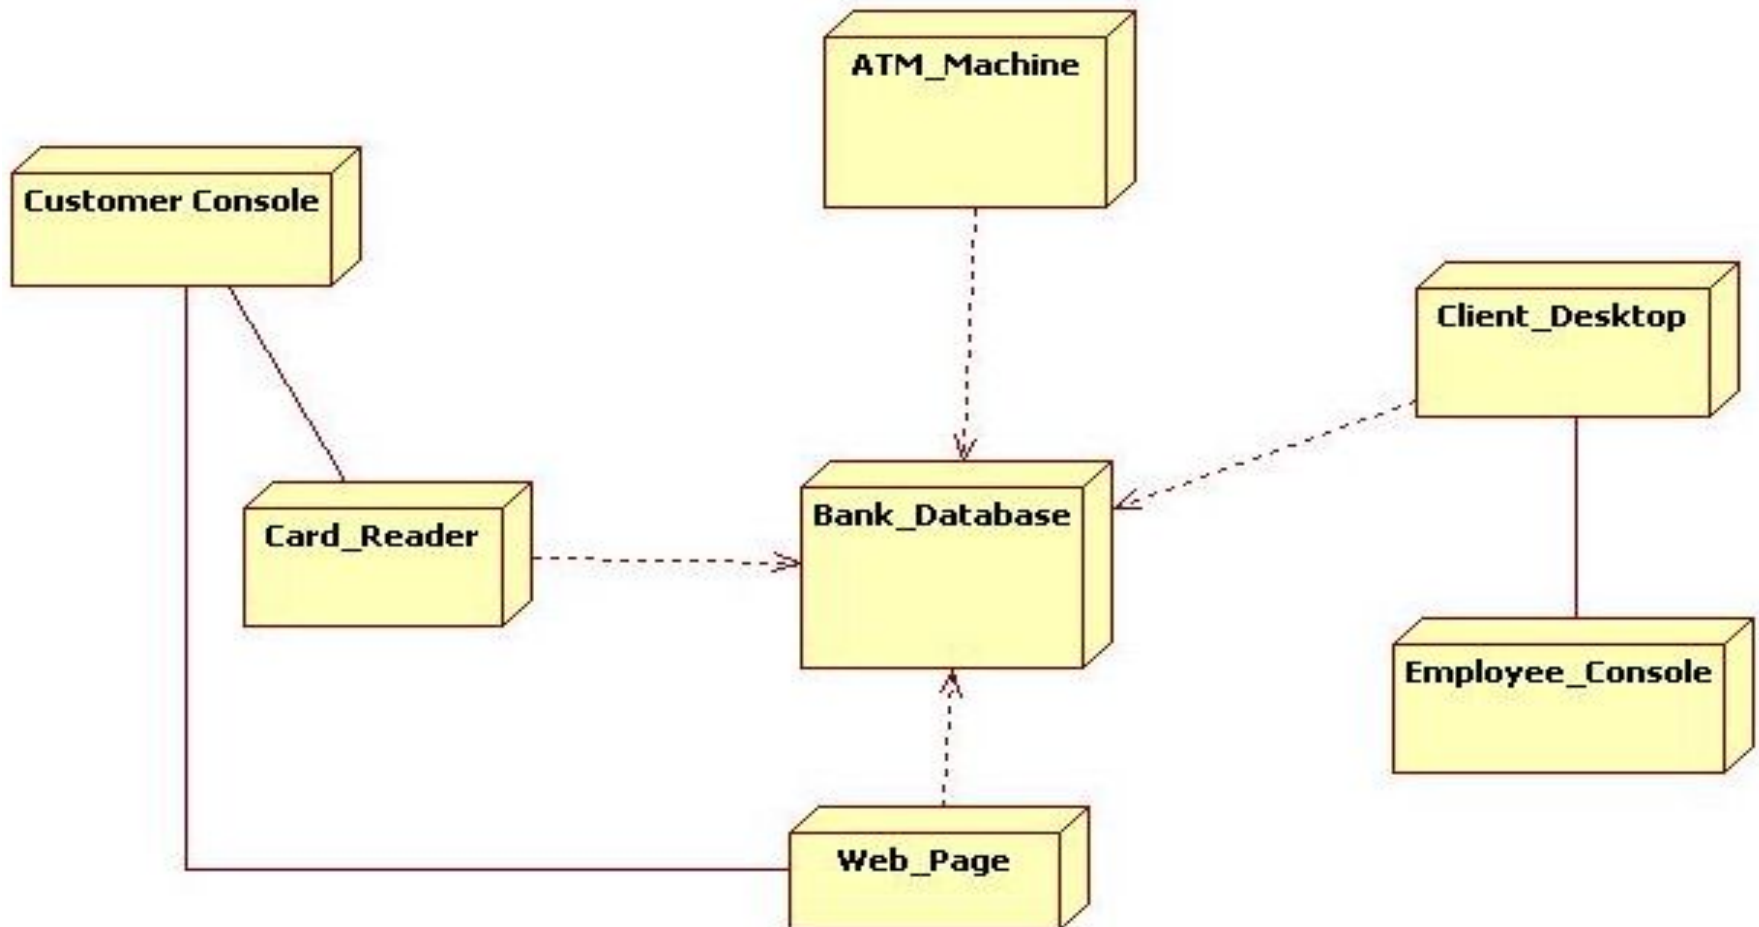 ATM_Machine
Customer Console
Client_Desktop
Bank_Database
Card_Reader
Employee_Console
Web_Page